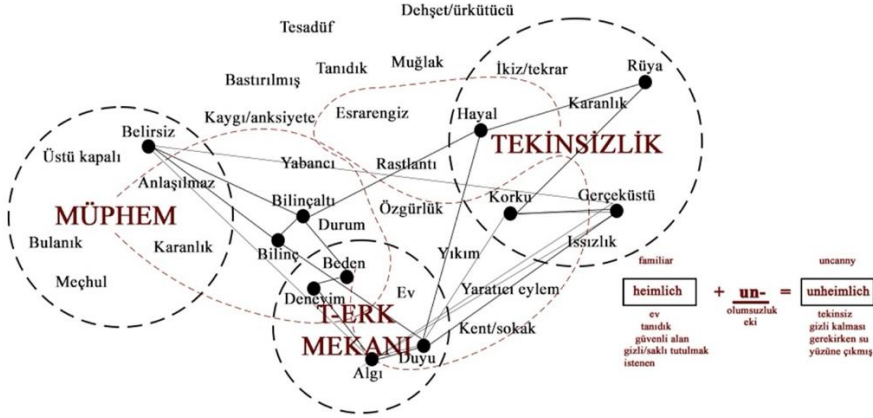 Dehşet/ürkütücü
Tesadüf
Tanıdık
Muğlak
İkiz/tekrar
Rüya
Bastırılmış
Karanlık
Kaygı/anksiyete
Esrarengiz
Hayal
Belirsiz
TEKİNSİZLİK
Üstü kapalı
Yabancı
Rastlantı
Anlaşılmaz
Bilinçaltı
Korku
Gerçeküstü
MÜPHEM
Özgürlük
Durum
Bulanık
Karanlık
Bilinç
Yıkım
Issızlık
Beden
Meçhul
Deneyim
Ev
Yaratıcı eylem
T-ERK
MEKANI
Kent/sokak
Algı
Duyu
familiar
uncanny
heimlich + un- = unheimlich
ev
tanıdık
güvenli alan
gizli/saklı tutulmak
istenen
olumsuzluk
eki
tekinsiz
gizli kalması
gerekirken su
yüzüne çıkmış